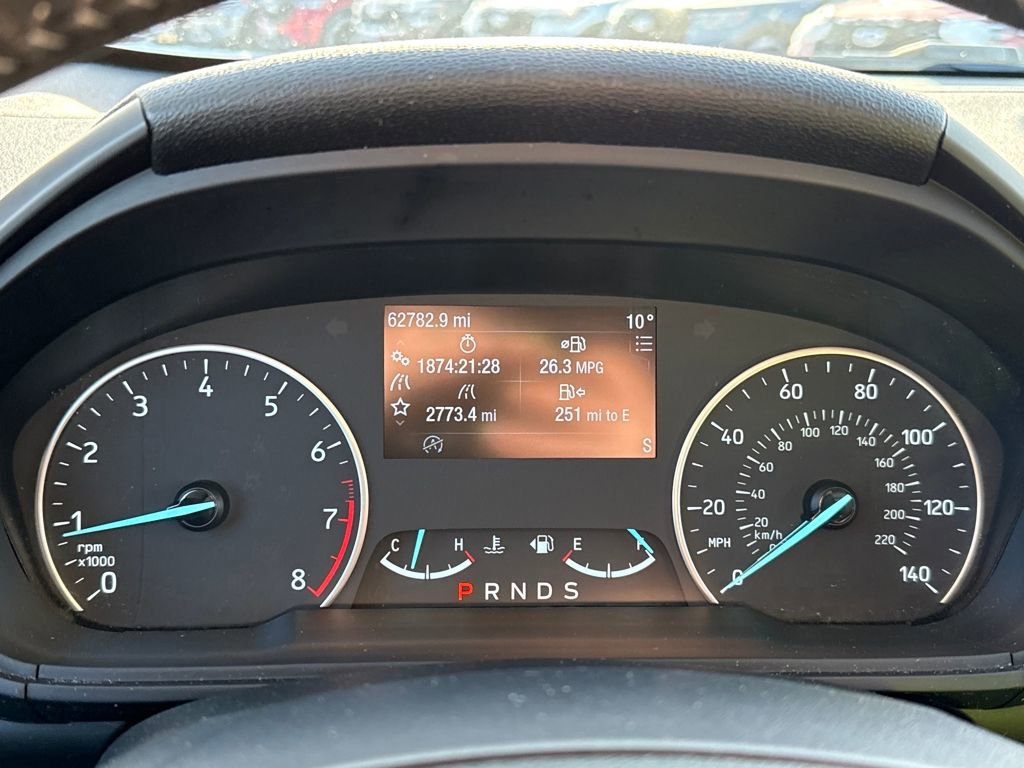 62782.9 mi 10°
1874:21:28 26.3 MPG
2773.4 mi 251 mi to E
S
0 1 2 3 4 5 6 7 8
rpm
x1000
C H E F
P R N D S
0 20 40 60 80 100 120 140
MPH
0 20 40 60 80 100 120 140 160 180 200 220
km/h